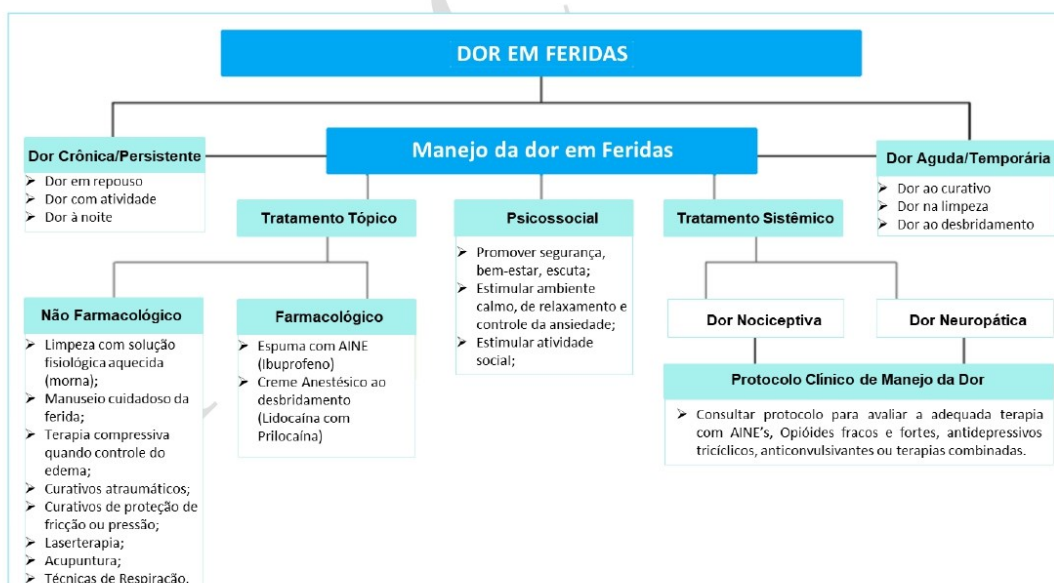 DOR EM FERIDAS
Dor Crônica/Persistente
➢ Dor em repouso
➢ Dor com atividade
➢ Dor à noite
Manejo da dor em Feridas
Dor Aguda/Temporária
➢ Dor ao curativo
➢ Dor na limpeza
➢ Dor ao desbridamento
Tratamento Tópico
Psicossocial
➢ Promover segurança,
bem-estar, escuta;
➢ Estimular ambiente
calmo, de relaxamento e
controle da ansiedade;
➢ Estimular atividade
social;
Tratamento Sistêmico
Não Farmacológico
➢ Limpeza com solução
fisiológica aquecida
(morna);
➢ Manuseio cuidadoso da
ferida;
➢ Terapia compressiva
quando controle do
edema;
➢ Curativos atraumáticos;
➢ Curativos de proteção de
fricção ou pressão;
➢ Laserterapia;
➢ Acupuntura;
➢ Técnicas de Respiração.
Farmacológico
➢ Espuma com AINE
(Ibuprofeno)
➢ Creme Anestésico ao
desbridamento
(Lidocaína com
Prilocaína)
Dor Nociceptiva
Dor Neuropática
Protocolo Clínico de Manejo da Dor
➢ Consultar protocolo para avaliar a adequada terapia
com AINE's, Opióides fracos e fortes, antidepressivos
tricíclicos, anticonvulsivantes ou terapias combinadas.